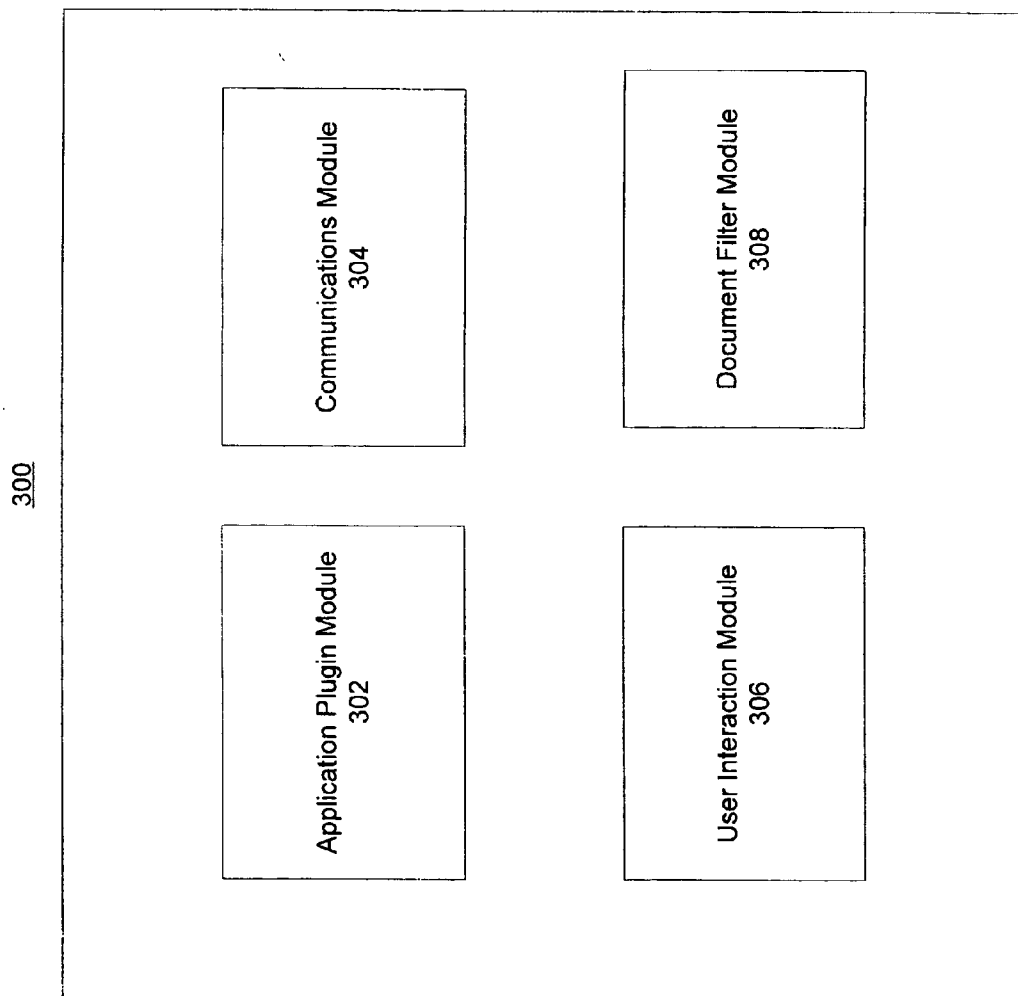 300
Application Plugin Module
302
Communications Module
304
User Interaction Module
306
Document Filter Module
308